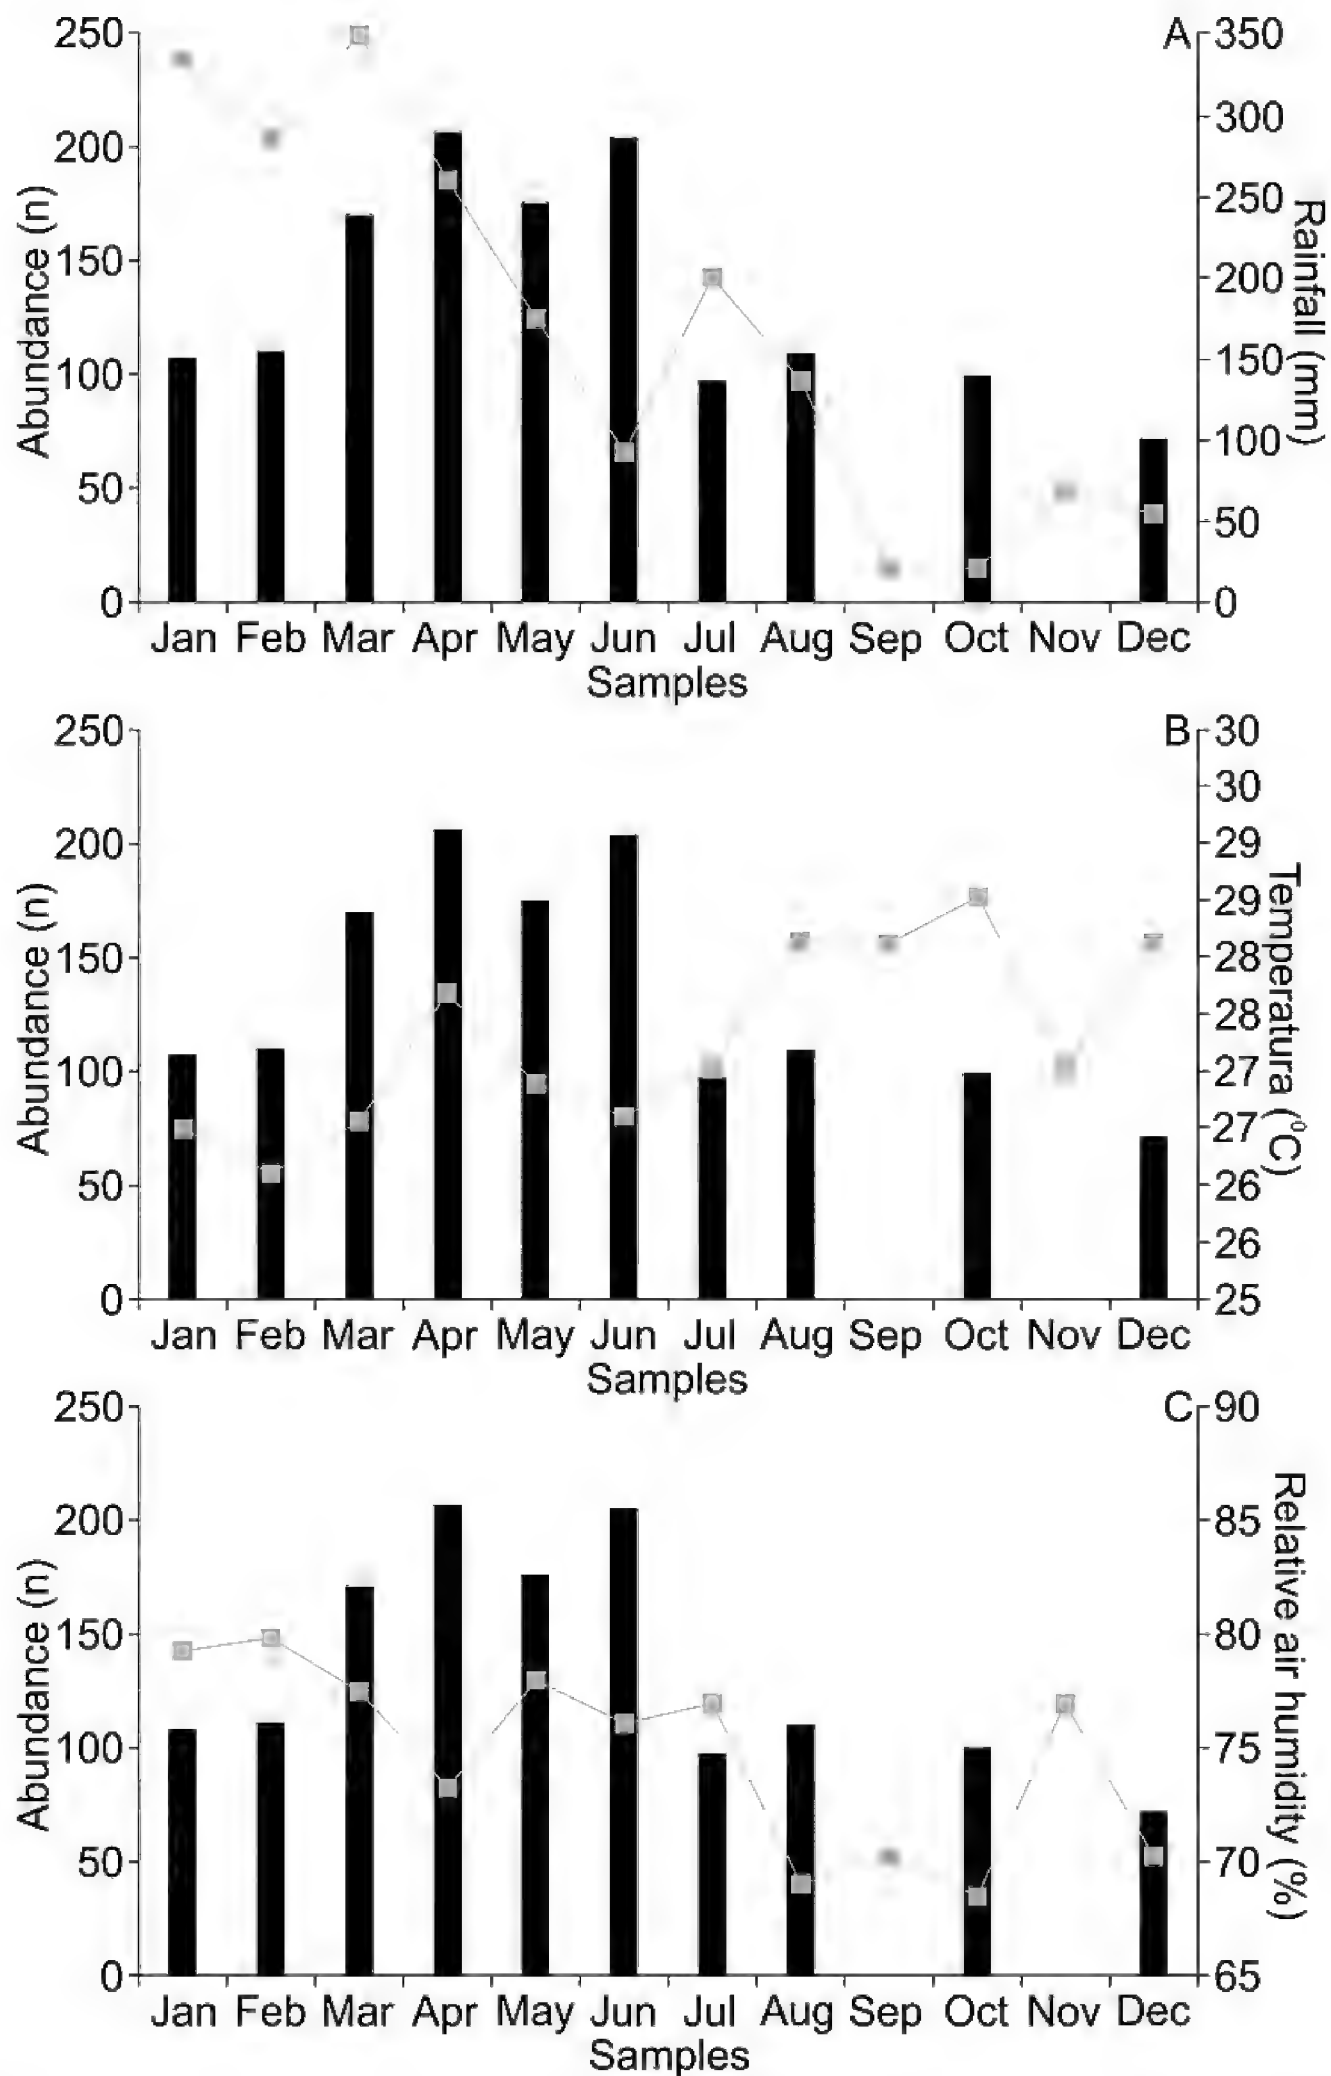 250
200
150
100
50
0
Abundance (n)
A
350
300
250
200
150
100
50
0
Rainfall (mm)
Jan Feb Mar Apr May Jun Jul Aug Sep Oct Nov Dec
Samples
250
200
150
100
50
0
Abundance (n)
B
30
30
29
29
28
28
27
27
26
26
25
Temperatura (⁰C)
Jan Feb Mar Apr May Jun Jul Aug Sep Oct Nov Dec
Samples
250
200
150
100
50
0
Abundance (n)
C
90
85
80
75
70
65
Relative air humidity (%)
Jan Feb Mar Apr May Jun Jul Aug Sep Oct Nov Dec
Samples